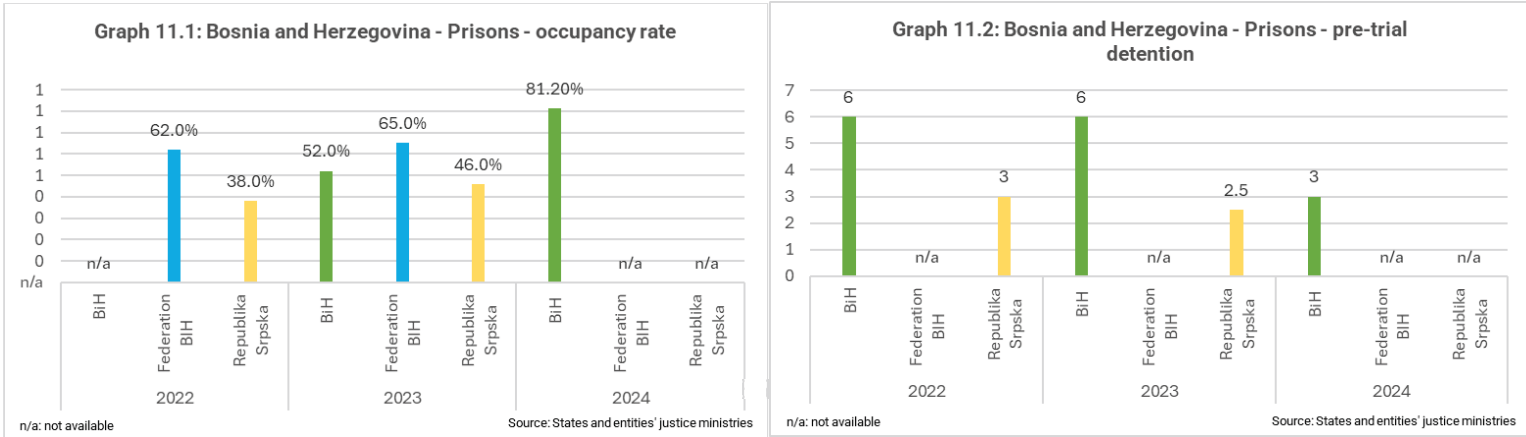 Graph 11.1: Bosnia and Herzegovina - Prisons - occupancy rate
1
1
1
1
1
0
0
0
0
n/a
n/a
62.0%
38.0%
52.0%
65.0%
46.0%
81.20%
n/a
n/a
BiH
Federation
BIH
Republika
Srpska
BiH
Federation
BIH
Republika
Srpska
BiH
Federation
BIH
Republika
Srpska
2022
2023
2024
n/a: not available
Source: States and entities' justice ministries
Graph 11.2: Bosnia and Herzegovina - Prisons - pre-trial
detention
7
6
5
4
3
2
1
0
6
n/a
3
6
n/a
2.5
3
n/a
n/a
BiH
Federation
BIH
Republika
Srpska
BiH
Federation
BIH
Republika
Srpska
BiH
Federation
BIH
Republika
Srpska
2022
2023
2024
n/a: not available
Source: States and entities' justice ministries